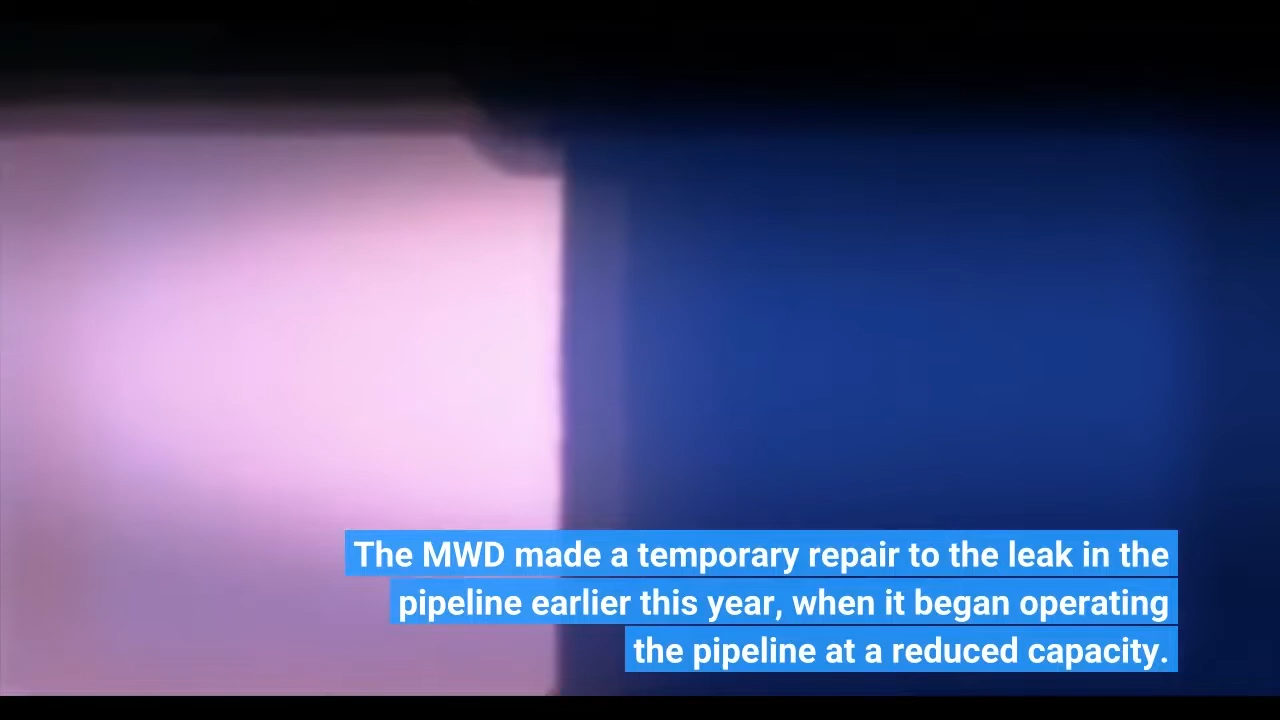 The MWD made a temporary repair to the leak in the
pipeline earlier this year, when it began operating
the pipeline at a reduced capacity.